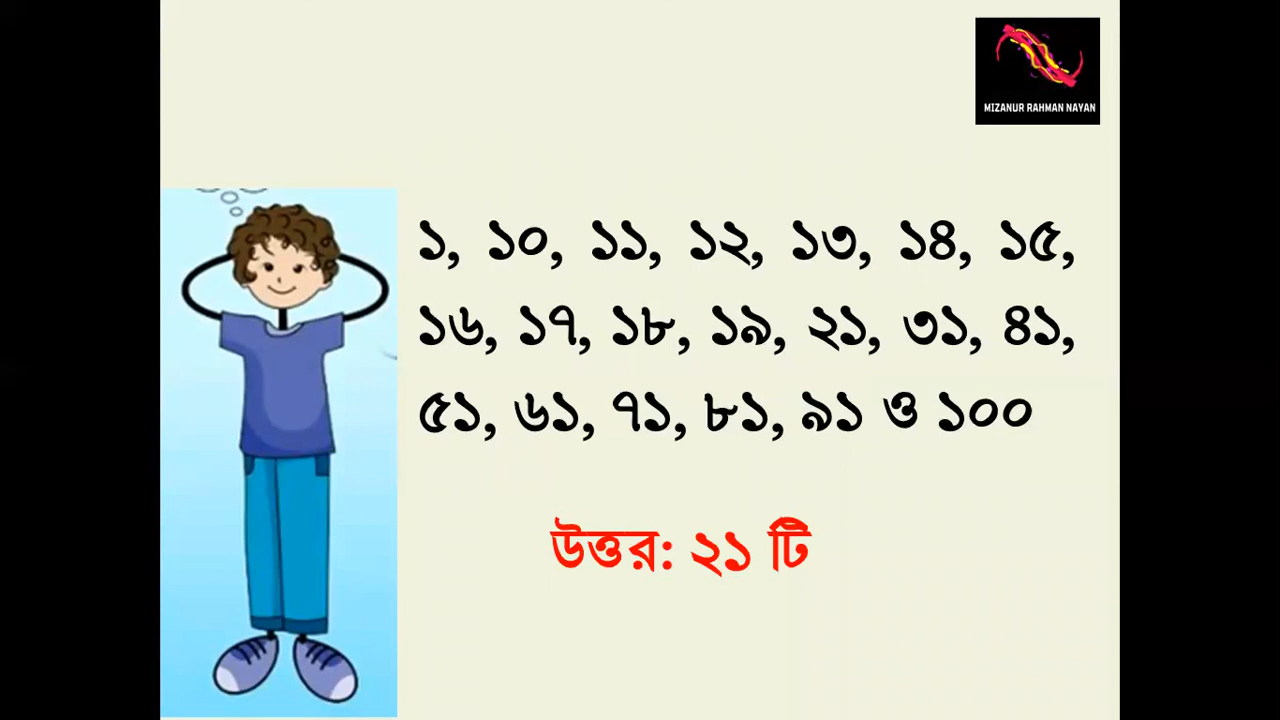 MIZANUR RAHMAN NAYAN
১, ১০, ১১, ১২, ১৩, ১৪, ১৫,
১৬, ১৭, ১৮, ১৯, ২১, ৩১, ৪১,
৫১, ৬১, ৭১, ৮১, ৯১ ও ১০০
উত্তর: ২১ টি